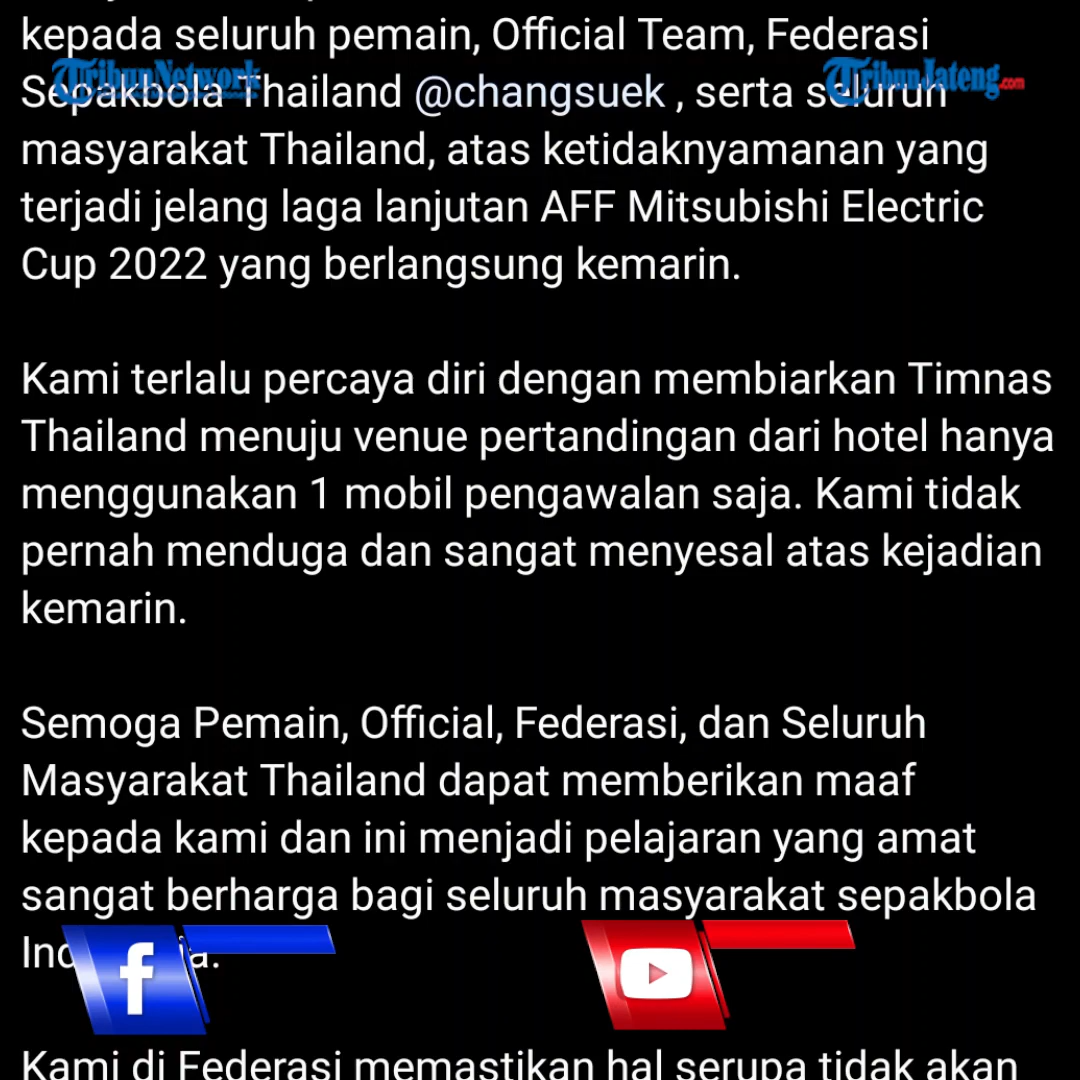 kepada seluruh pemain, Official Team, Federasi
TribunNetwork
TribunJateng.com
Sepakbola Thailand @changsuek , serta seluruh
masyarakat Thailand, atas ketidaknyamanan yang
terjadi jelang laga lanjutan AFF Mitsubishi Electric
Cup 2022 yang berlangsung kemarin.
Kami terlalu percaya diri dengan membiarkan Timnas
Thailand menuju venue pertandingan dari hotel hanya
menggunakan 1 mobil pengawalan saja. Kami tidak
pernah menduga dan sangat menyesal atas kejadian
kemarin.
Semoga Pemain, Official, Federasi, dan Seluruh
Masyarakat Thailand dapat memberikan maaf
kepada kami dan ini menjadi pelajaran yang amat
sangat berharga bagi seluruh masyarakat sepakbola
f
Kami di Federasi memastikan hal serupa tidak akan